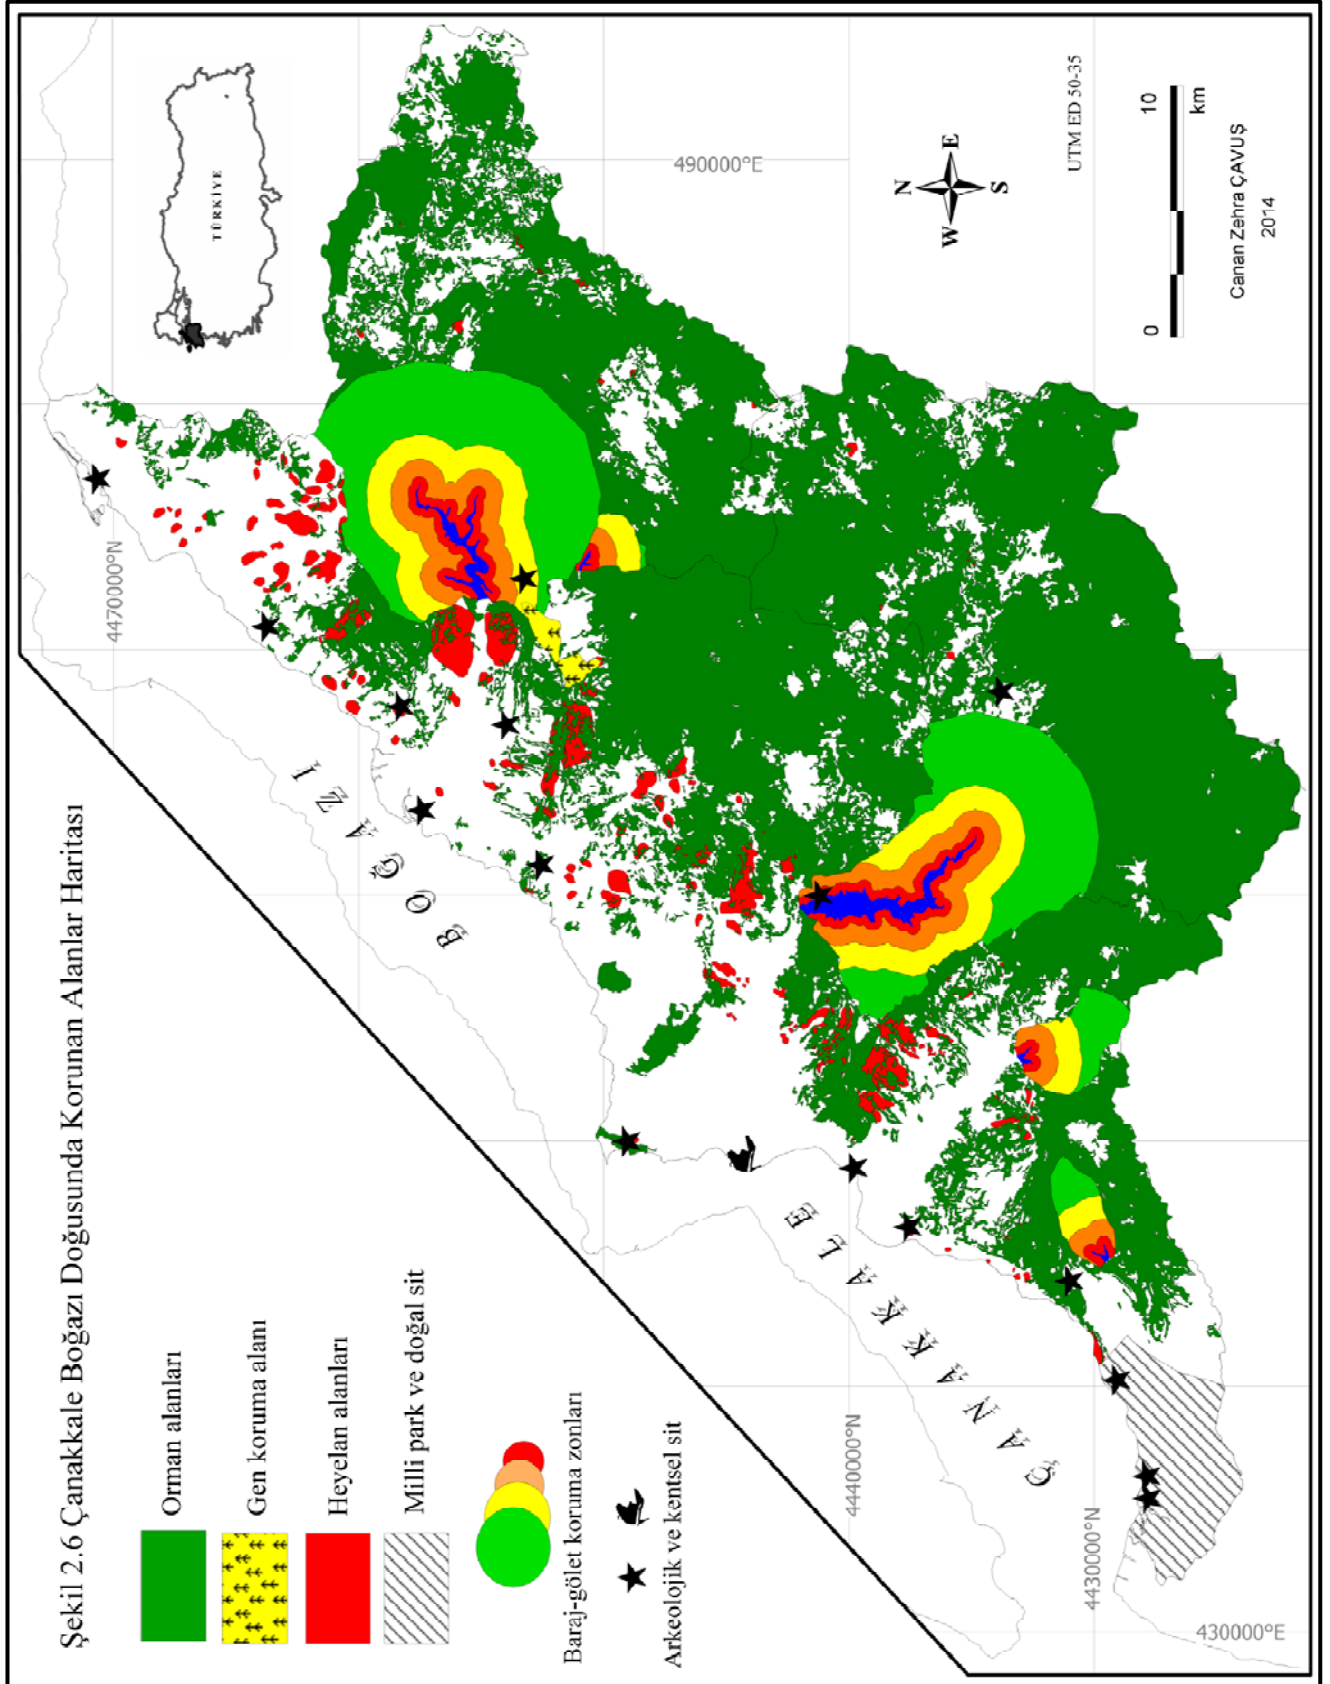 Şekil 2.6 Çanakkale Boğazı Doğusunda Korunan Alanlar Haritası
Orman alanları
Gen koruma alanı
Heyelan alanları
Milli park ve doğal sit
Baraj-gölet koruma zonları
Arkeolojik ve kentsel sit
TÜRKİYE
4470000°N
4440000°N
4430000°N
430000°E
490000°E
ÇANAKKALE
BOĞAZI
N
W
E
S
UTM ED 50-35
0
10
km
Canan Zehra ÇAVUŞ
2014